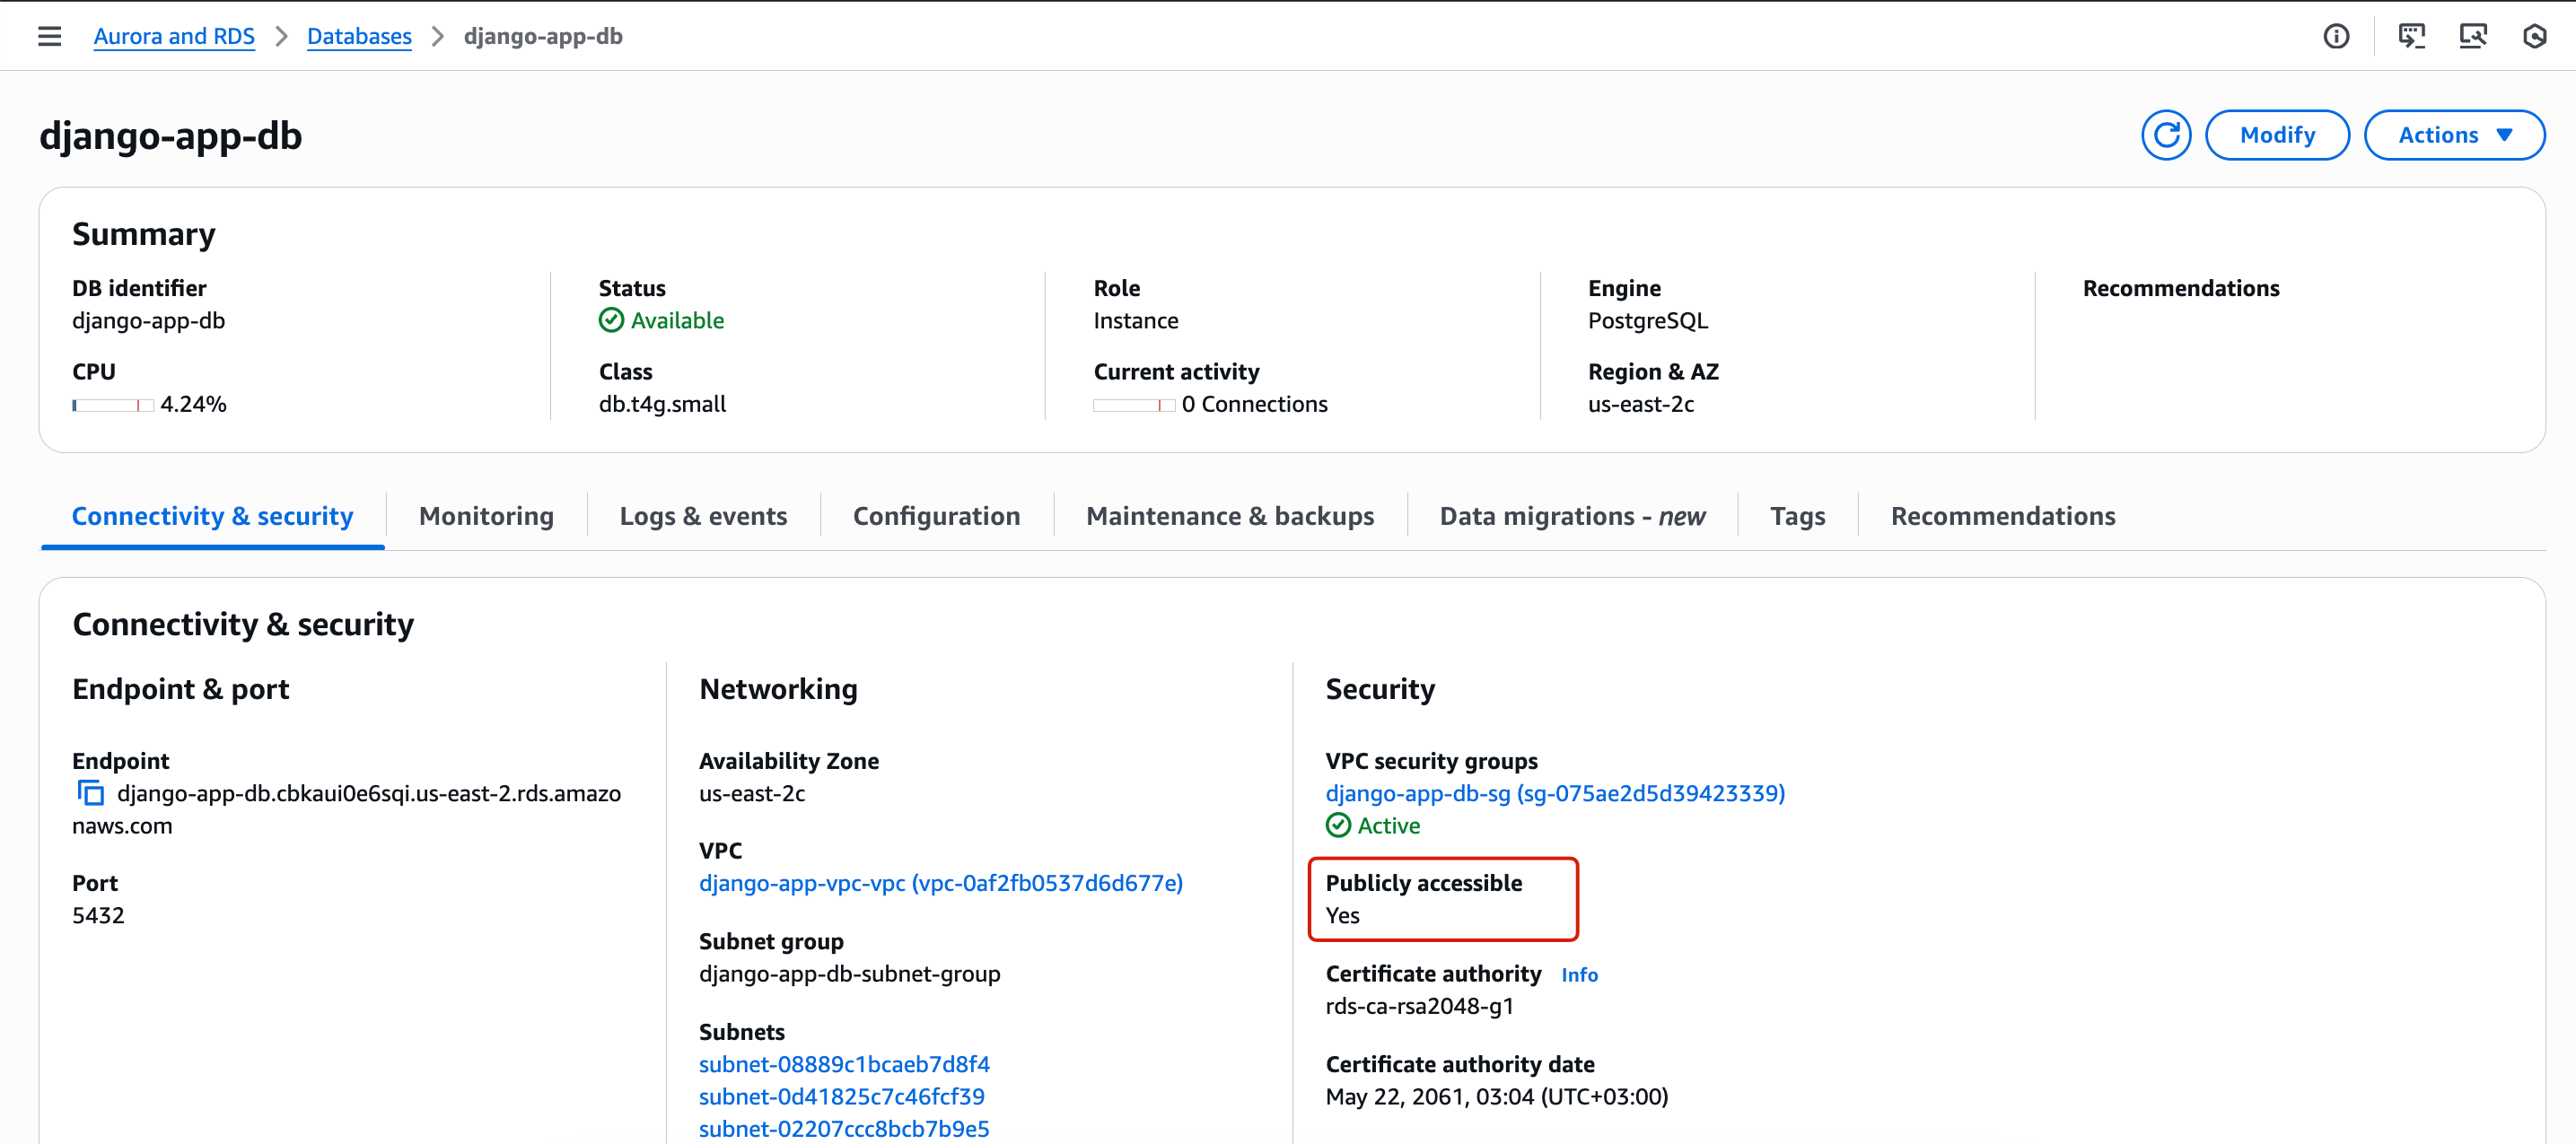 Aurora and RDS > Databases > django-app-db
django-app-db
Modify
Actions
Summary
DB identifier
django-app-db
Status
Available
Role
Instance
Engine
PostgreSQL
Recommendations
CPU
4.24%
Class
db.t4g.small
Current activity
0 Connections
Region & AZ
us-east-2c
Connectivity & security
Monitoring
Logs & events
Configuration
Maintenance & backups
Data migrations - new
Tags
Recommendations
Connectivity & security
Endpoint & port
Endpoint
django-app-db.cbkaui0e6sqi.us-east-2.rds.amazo
naws.com
Port
5432
Networking
Availability Zone
us-east-2c
VPC
django-app-vpc-vpc (vpc-0af2fb0537d6d677e)
Subnet group
django-app-db-subnet-group
Subnets
subnet-08889c1bcaeb7d8f4
subnet-0d41825c7c46fcf39
subnet-02207ccc8bcb7b9e5
Security
VPC security groups
django-app-db-sg (sg-075ae2d5d39423339)
Active
Publicly accessible
Yes
Certificate authority Info
rds-ca-rsa2048-g1
Certificate authority date
May 22, 2061, 03:04 (UTC+03:00)